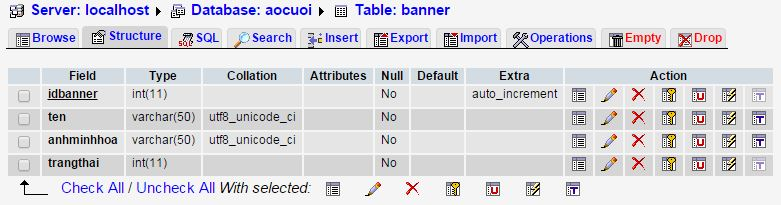 Server: localhost Database: aocuoi Table: banner
Browse Structure SQL Search Insert Export Import Operations Empty Drop
Field Type Collation Attributes Null Default Extra Action
idbanner int(11) No auto_increment
ten varchar(50) utf8_unicode_ci No
anhminhhoa varchar(50) utf8_unicode_ci No
trangthai int(11) No
Check All / Uncheck All With selected: